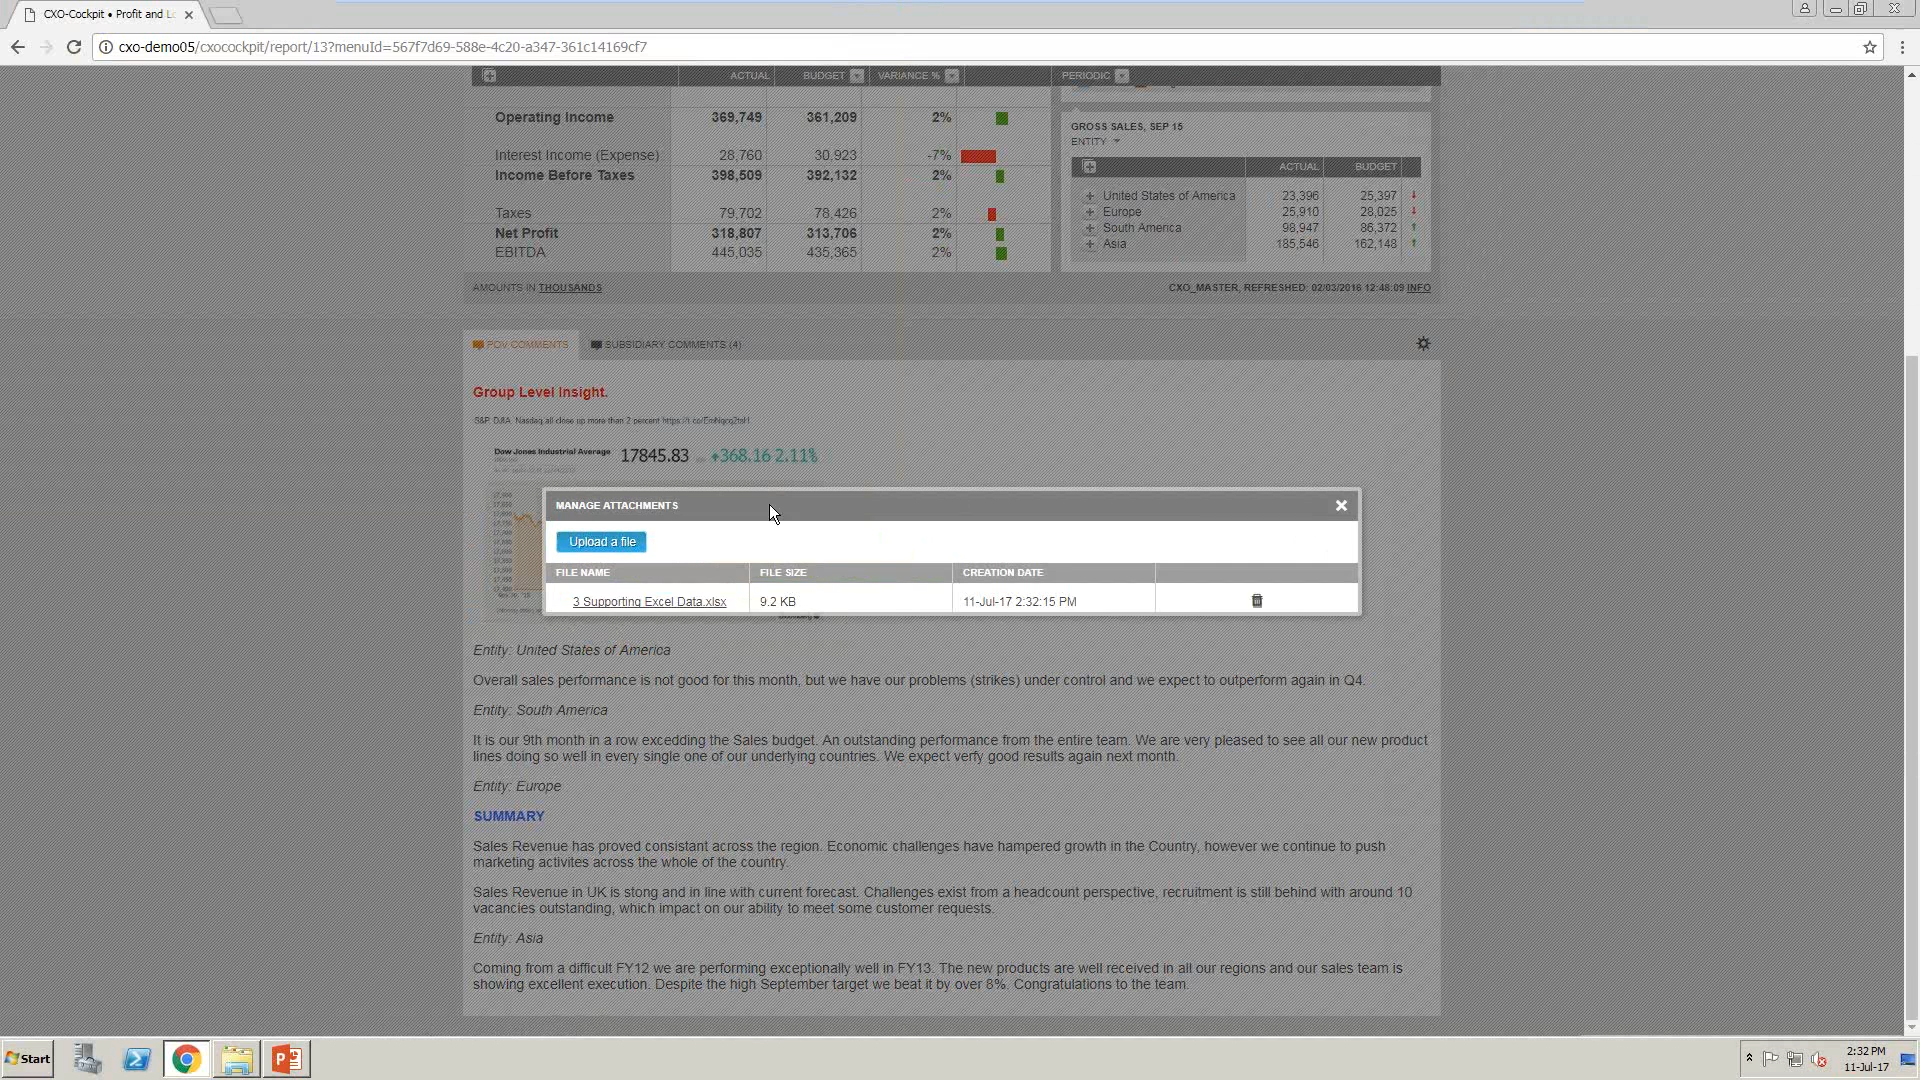 CXO-Cockpit • Profit and Lo
cxo-demo05/cxocockpit/report/13?menuId=567f7d69-588e-4c20-a347-361c14169cf7
ACTUAL BUDGET VARIANCE % PERIODIC
Operating Income 369,749 361,209 2%
Interest Income (Expense) 28,760 30,923 -7%
Income Before Taxes 398,509 392,132 2%
Taxes 79,702 78,426 2%
Net Profit 318,807 313,706 2%
EBITDA 445,035 435,365 2%
GROSS SALES, SEP 15
ENTITY
ACTUAL BUDGET
United States of America 23,396 25,397
Europe 25,910 28,025
South America 98,947 86,372
Asia 185,546 162,148
AMOUNTS IN THOUSANDS
CXO_MASTER, REFRESHED: 02/03/2016 12:48:09 INFO
POV COMMENTS SUBSIDIARY COMMENTS (4)
Group Level Insight.
S&P, DJIA, Nasdaq all close up more than 2 percent
Dow Jones Industrial Average 17845.83 368.16 2.11%
MANAGE ATTACHMENTS
Upload a file
FILE NAME FILE SIZE CREATION DATE
3 Supporting Excel Data.xlsx 9.2 KB 11-Jul-17 2:32:15 PM
Entity: United States of America
Overall sales performance is not good for this month, but we have our problems (strikes) under control and we expect to outperform again in Q4.
Entity: South America
It is our 9th month in a row excedding the Sales budget. An outstanding performance from the entire team. We are very pleased to see all our new product
lines doing so well in every single one of our underlying countries. We expect verfy good results again next month.
Entity: Europe
SUMMARY
Sales Revenue has proved consistant across the region. Economic challenges have hampered growth in the Country, however we continue to push
marketing activites across the whole of the country.
Sales Revenue in UK is stong and in line with current forecast. Challenges exist from a headcount perspective, recruitment is still behind with around 10
vacancies outstanding, which impact on our ability to meet some customer requests.
Entity: Asia
Coming from a difficult FY12 we are performing exceptionally well in FY13. The new products are well received in all our regions and our sales team is
showing excellent execution. Despite the high September target we beat it by over 8%. Congratulations to the team.
Start
2:32 PM
11-Jul-17